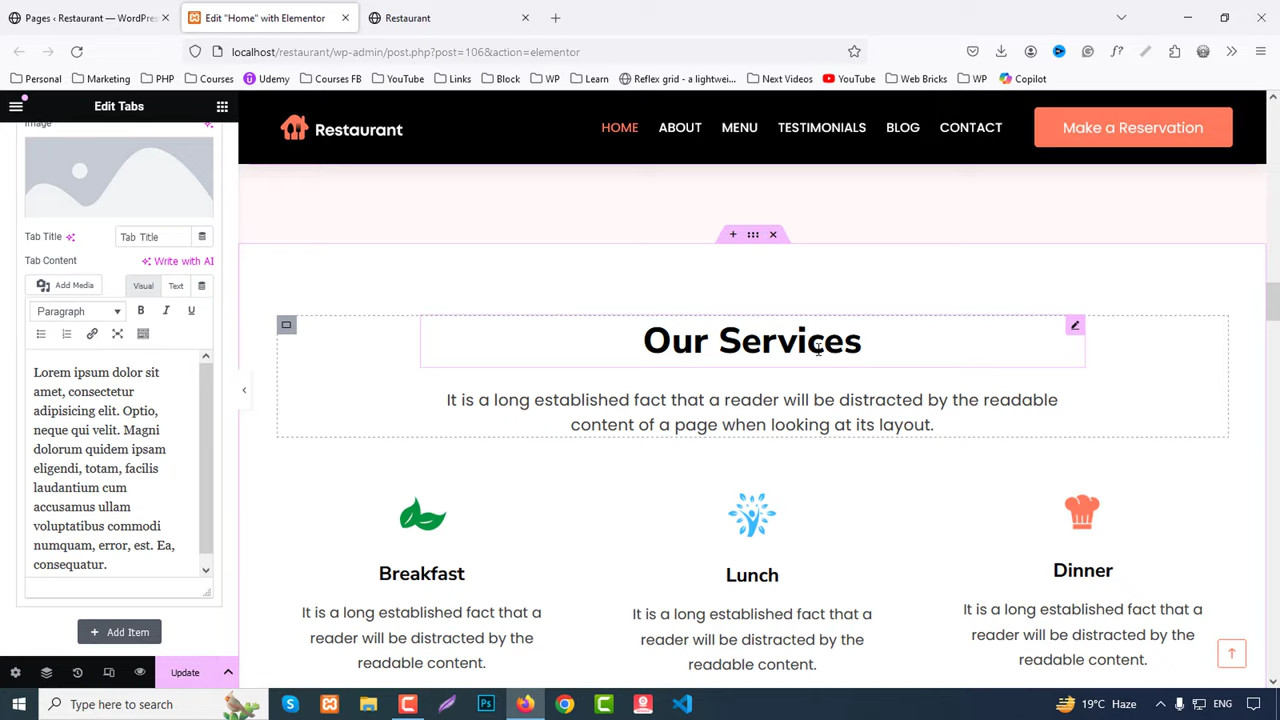 Pages ‹ Restaurant — WordPres
Edit "Home" with Elementor
Restaurant
localhost/restaurant/wp-admin/post.php?post=106&action=elementor
Personal
Marketing
PHP
Courses
Udemy
Courses FB
YouTube
Links
Block
WP
Learn
Reflex grid - a lightwei...
Next Videos
YouTube
Web Bricks
WP
Copilot
Edit Tabs
Image
Tab Title
Tab Title
Tab Content
Write with AI
Add Media
Visual
Text
Paragraph
B
I
U
Lorem ipsum dolor sit
amet, consectetur
adipisicing elit. Optio,
neque qui velit. Magni
dolorum quidem ipsam
eligendi, totam, facilis
laudantium cum
accusamus ullam
voluptatibus commodi
numquam, error, est. Ea,
consequatur.
+ Add Item
Update
Restaurant
HOME
ABOUT
MENU
TESTIMONIALS
BLOG
CONTACT
Make a Reservation
Our Services
It is a long established fact that a reader will be distracted by the readable
content of a page when looking at its layout.
Breakfast
It is a long established fact that a
reader will be distracted by the
readable content.
Lunch
It is a long established fact that a
reader will be distracted by the
readable content.
Dinner
It is a long established fact that a
reader will be distracted by the
readable content.
Type here to search
19°C Haze
ENG